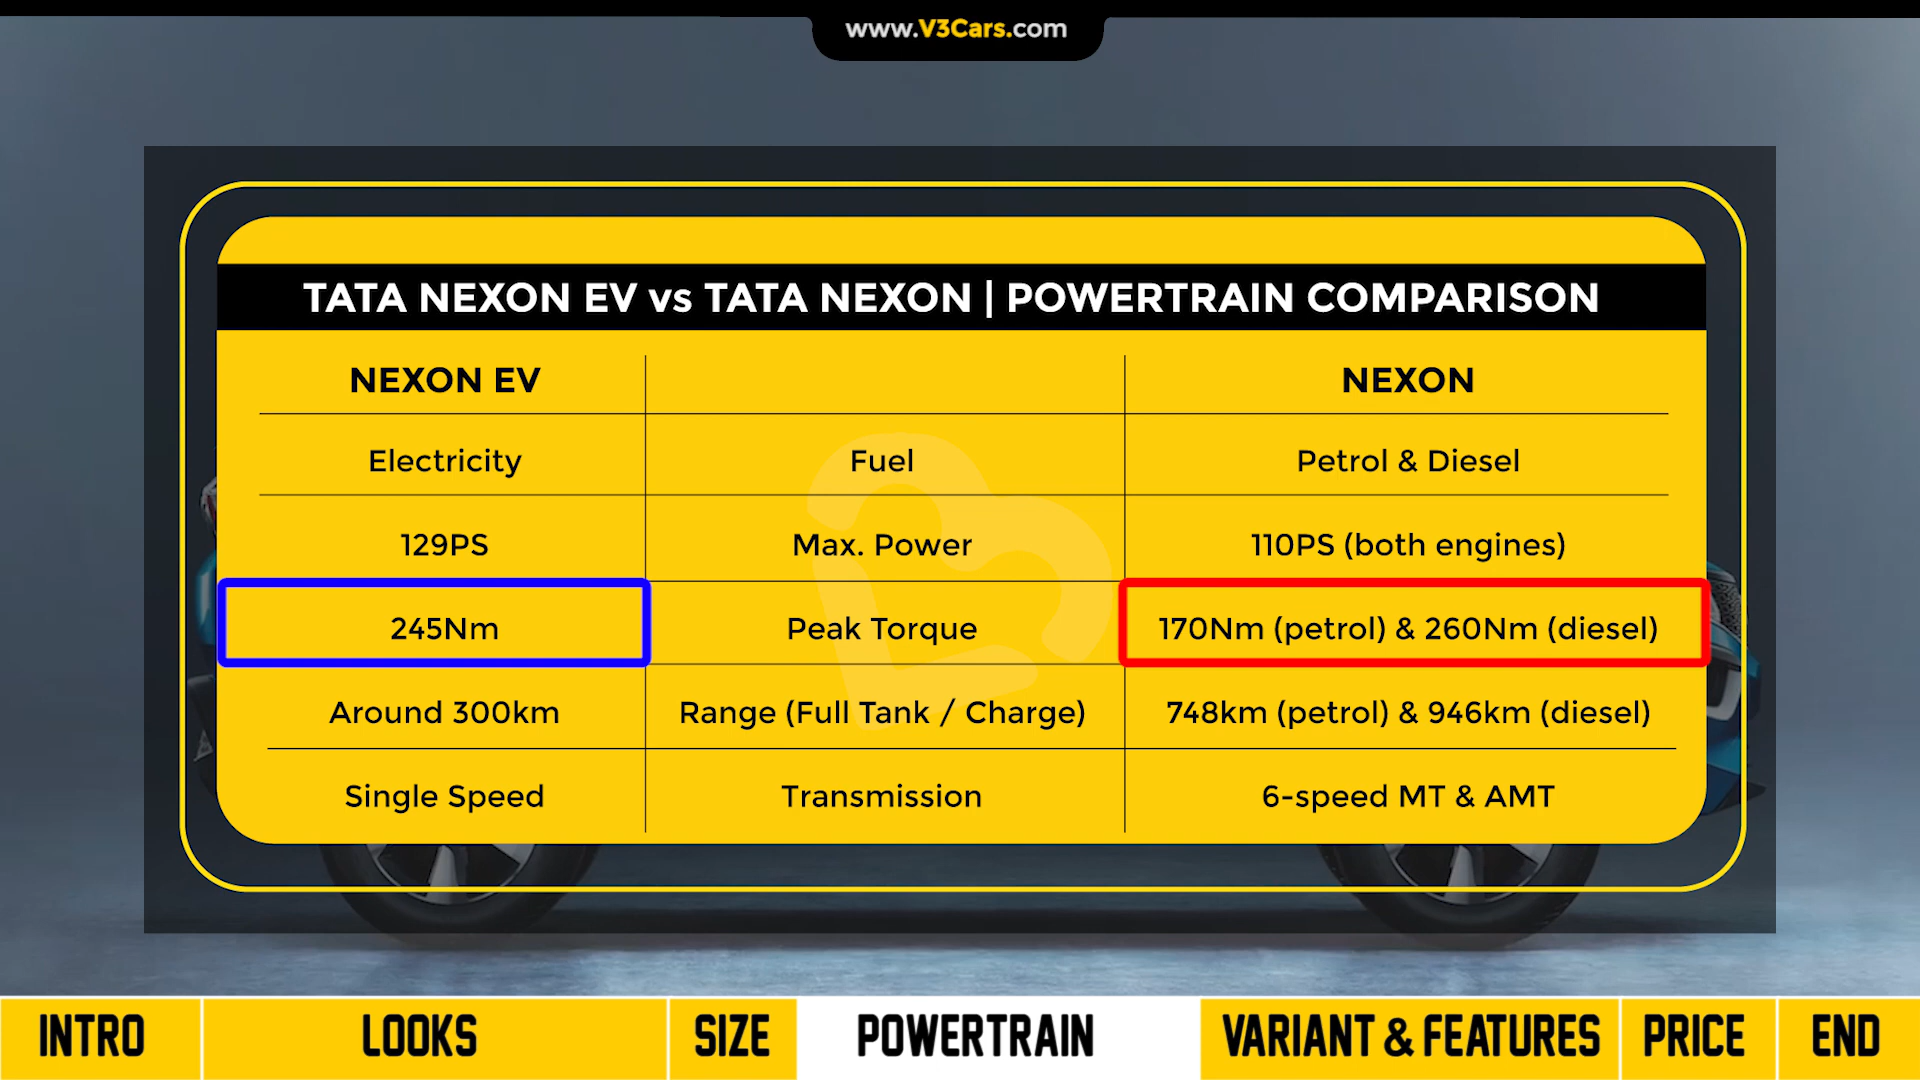 www.V3Cars.com
TATA NEXON EV vs TATA NEXON | POWERTRAIN COMPARISON
NEXON EV NEXON
Electricity Fuel Petrol & Diesel
129PS Max. Power 110PS (both engines)
245Nm Peak Torque 170Nm (petrol) & 260Nm (diesel)
Around 300km Range (Full Tank / Charge) 748km (petrol) & 946km (diesel)
Single Speed Transmission 6-speed MT & AMT
INTRO LOOKS SIZE POWERTRAIN VARIANT & FEATURES PRICE END